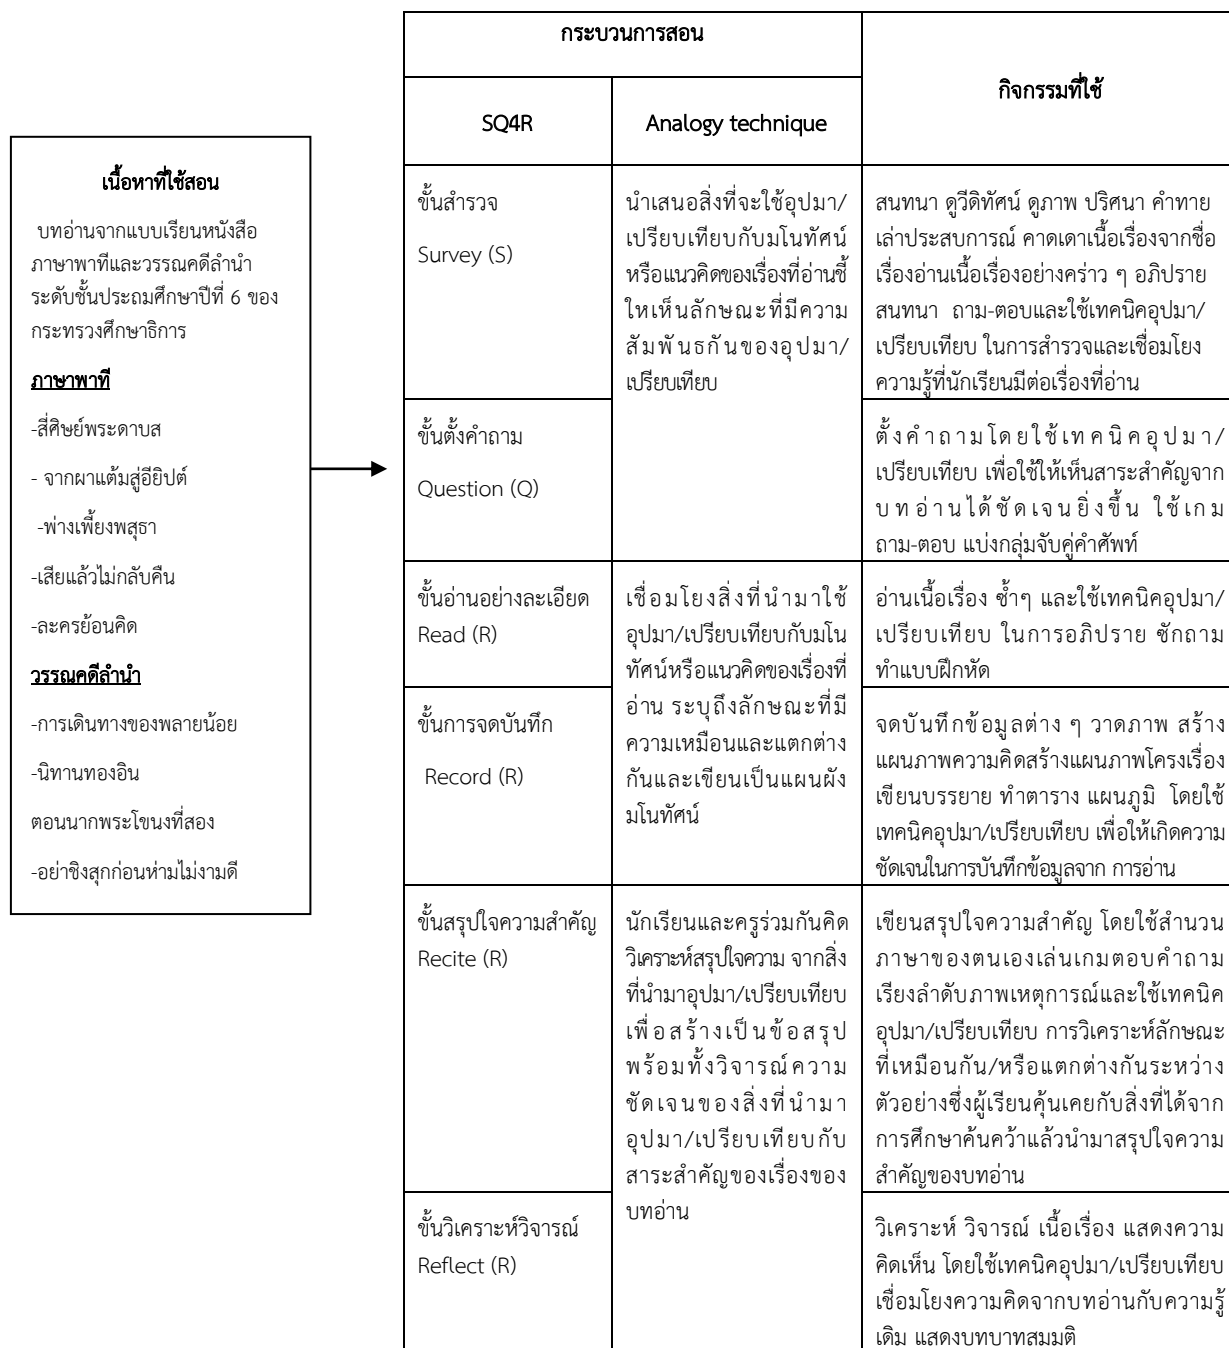 เนื้อหาที่ใช้สอน
บทอ่านจากแบบเรียนหนังสือ
ภาษาพาทีและวรรณคดีลำนำ
ระดับชั้นประถมศึกษาปีที่ 6 ของ
กระทรวงศึกษาธิการ
ภาษาพาที
-สี่ศิษย์พระดาบส
- จากผาแต้มสู่อียิปต์
-พ่างเพี้ยงพสุธา
-เสียแล้วไม่กลับคืน
-ละครย้อนคิด
วรรณคดีลำนำ
-การเดินทางของพลายน้อย
-นิทานทองอิน
ตอนนากพระโขนงที่สอง
-อย่าชิงสุกก่อนห่ามไม่งามดี
กระบวนการสอน
กิจกรรมที่ใช้
SQ4R
Analogy technique
ขั้นสำรวจ
Survey (S)
นำเสนอสิ่งที่จะใช้อุปมา/
เปรียบเทียบกับมโนทัศน์
หรือแนวคิดของเรื่องที่อ่านชี้
ใหเห็นลักษณะที่มีความ
สัมพันธกันของอุปมา/
เปรียบเทียบ
สนทนา ดูวีดิทัศน์ ดูภาพ ปริศนา คำทาย
เล่าประสบการณ์ คาดเดาเนื้อเรื่องจากชื่อ
เรื่องอ่านเนื้อเรื่องอย่างคร่าว ๆ อภิปราย
สนทนา ถาม-ตอบและใช้เทคนิคอุปมา/
เปรียบเทียบ ในการสำรวจและเชื่อมโยง
ความรู้ที่นักเรียนมีต่อเรื่องที่อ่าน
ขั้นตั้งคำถาม
Question (Q)
ตั้งคำถามโดยใช้เทคนิคอุปมา/
เปรียบเทียบ เพื่อใช้ให้เห็นสาระสำคัญจาก
บทอ่านได้ชัดเจนยิ่งขึ้น ใช้เกม
ถาม-ตอบ แบ่งกลุ่มจับคู่คำศัพท์
ขั้นอ่านอย่างละเอียด
Read (R)
เชื่อมโยงสิ่งที่นำมาใช้
อุปมา/เปรียบเทียบกับมโน
ทัศน์หรือแนวคิดของเรื่องที่
อ่าน ระบุถึงลักษณะที่มี
ความเหมือนและแตกต่าง
กันและเขียนเป็นแผนผัง
มโนทัศน์
อ่านเนื้อเรื่อง ซ้ำๆ และใช้เทคนิคอุปมา/
เปรียบเทียบ ในการอภิปราย ซักถาม
ทำแบบฝึกหัด
ขั้นการจดบันทึก
Record (R)
จดบันทึกข้อมูลต่าง ๆ วาดภาพ สร้าง
แผนภาพความคิดสร้างแผนภาพโครงเรื่อง
เขียนบรรยาย ทำตาราง แผนภูมิ โดยใช้
เทคนิคอุปมา/เปรียบเทียบ เพื่อให้เกิดความ
ชัดเจนในการบันทึกข้อมูลจาก การอ่าน
ขั้นสรุปใจความสำคัญ
Recite (R)
นักเรียนและครูร่วมกันคิด
วิเคราะห์สรุปใจความ จากสิ่ง
ที่นำมาอุปมา/เปรียบเทียบ
เพื่อสร้างเป็นข้อสรุป
พร้อมทั้งวิจารณ์ความ
ชัดเจนของสิ่งที่นำมา
อุปมา/เปรียบเทียบกับ
สาระสำคัญของเรื่องของ
บทอ่าน
เขียนสรุปใจความสำคัญ โดยใช้สำนวน
ภาษาของตนเองเล่นเกมตอบคำถาม
เรียงลำดับภาพเหตุการณ์และใช้เทคนิค
อุปมา/เปรียบเทียบ การวิเคราะห์ลักษณะ
ที่เหมือนกัน/หรือแตกต่างกันระหว่าง
ตัวอย่างซึ่งผู้เรียนคุ้นเคยกับสิ่งที่ได้จาก
การศึกษาค้นคว้าแล้วนำมาสรุปใจความ
สำคัญของบทอ่าน
ขั้นวิเคราะห์วิจารณ์
Reflect (R)
วิเคราะห์ วิจารณ์ เนื้อเรื่อง แสดงความ
คิดเห็น โดยใช้เทคนิคอุปมา/เปรียบเทียบ
เชื่อมโยงความคิดจากบทอ่านกับความรู้
เดิม แสดงบทบาทสมมติ